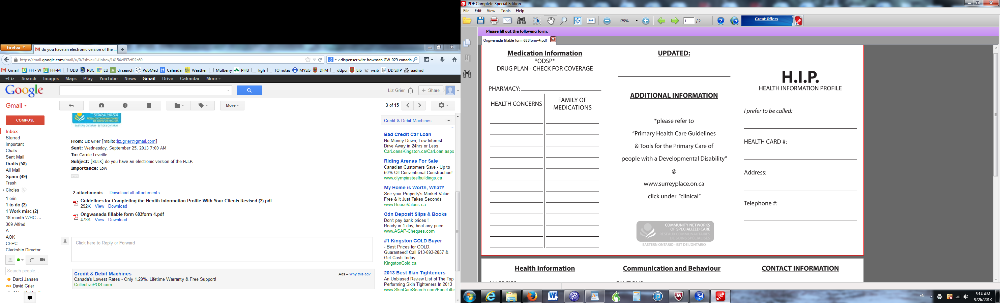 Firefox
do you have an electronic version of the ...
https://mail.google.com/mail/u/0/?shva=1#inbox/14154c697ef02a60
dispenser wire bowman GW-029 canada
Gmail FH - W FH-M ODB RBC LU dr search PubMed Calendar Weather Mulberry PHU kgh TO notes MYSIS DFM ddpci Lib wsib DD SIFP aadmd
+Liz Search Images Maps Play YouTube News Gmail Drive Calendar More
Google
Liz Grier
+ Share
Gmail
More
3 of 15
COMPOSE
Inbox
Starred
Important
Chats
Sent Mail
Drafts (58)
All Mail
Spam (49)
Trash
Circles
1 orin
1 to do (2)
1 Work misc (2)
18 month WBC ...
309 Alfred
A
AOK
CFPC
Clerkship Director
Search people...
Darci Jansen
David Grier
OF SPECIALIZED CARE
RÉSEAUX COMMUNAUTAIRES
DE SOINS SPÉCIALISÉS
EASTERN ONTARIO - EST DE L'ONTARIO
From: Liz Grier [mailto:liz.grier@gmail.com]
Sent: Wednesday, September 25, 2013 7:00 AM
To: Carole Leveille
Subject: [BULK] do you have an electronic version of the H.I.P.
Importance: Low
2 attachments — Download all attachments
Guidelines for Completing the Health Information Profile With Your Clients Revised (2).pdf
292K View Download
Ongwanada fillable form 683form-4.pdf
478K View Download
Click here to Reply or Forward
Credit & Debit Machines
Ads – Why this ad?
Canada's Lowest Rates - Only 1.29%. Lifetime Warranty & Free Support!
CollectivePOS.com
Credit & Debit Machines
Bad Credit Car Loan
No Money Down, Low Interest
Drive Away in 24hrs or Less
CarLoansKingston.ca/CarLoan.aspx
Riding Arenas For Sale
Canadian Customers Save - Up to
50% Off Conventional Construction!
www.olympiasteelbuildings.ca
My Home is Worth, What?
See your Property's Market Value
Free & It Just Takes Seconds
www.HouseValues.ca
Cdn Deposit Slips & Books
Don't pay bank prices !
Ready in 1 day, beat any price.
www.ASAP-Cheques.com
#1 Kingston GOLD Buyer
- Best Prices for GOLD.
Guaranteed! Call 613-893-2857 &
Get Cash Today.
KingstonGold.ca
2013 Best Skin Tighteners
An Unbiased Review List of The Top
Performing Skin Tighteners In 2013
www.SkinCareSearch.com/FaceLiftin
PDF Complete Special Edition
File Edit View Tools Help
175%
1 / 2
Great Offers
Please fill out the following form.
Ongwanada fillable form 683form-4.pdf
Medication Information
*ODSP*
DRUG PLAN - CHECK FOR COVERAGE
PHARMACY:
HEALTH CONCERNS
FAMILY OF
MEDICATIONS
UPDATED:
ADDITIONAL INFORMATION
*please refer to
“Primary Health Care Guidelines
& Tools for the Primary Care of
people with a Developmental Disability”
@
www.surreyplace.on.ca
click under “clinical”
COMMUNITY NETWORKS
OF SPECIALIZED CARE
RÉSEAUX COMMUNAUTAIRES
DE SOINS SPÉCIALISÉS
EASTERN ONTARIO - EST DE L'ONTARIO
H.I.P.
HEALTH INFORMATION PROFILE
I prefer to be called:
HEALTH CARD #:
Address:
Telephone #:
Health Information
Communication and Behaviour
CONTACT INFORMATION
EN
6:14 AM
9/26/2013